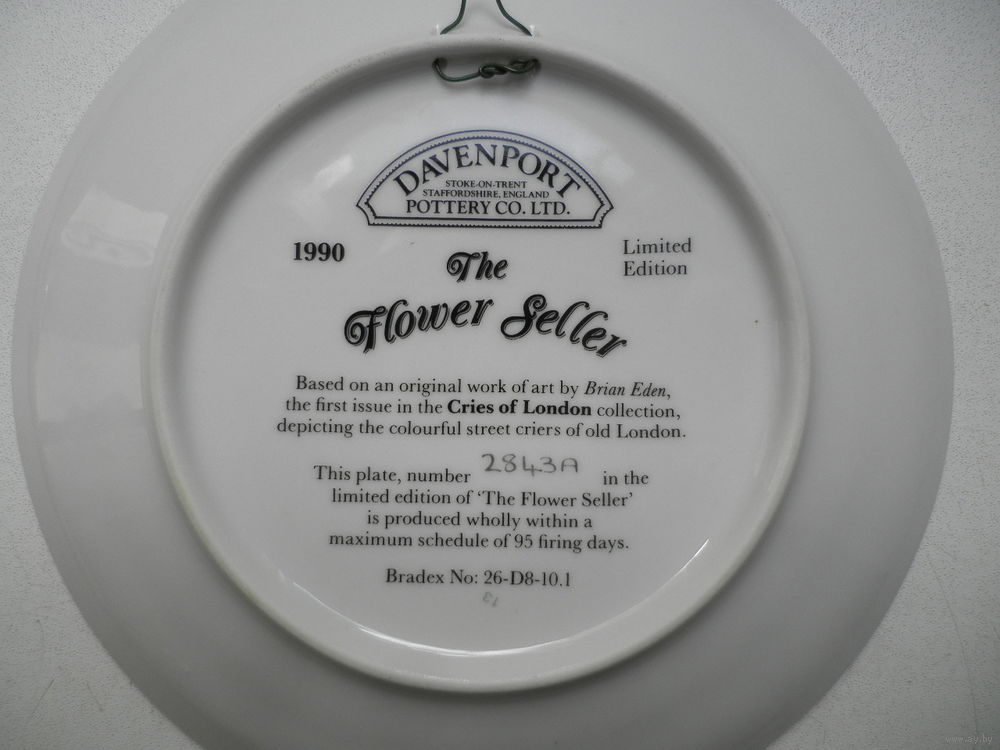 DAVENPORT
STOKE-ON-TRENT
STAFFORDSHIRE, ENGLAND
POTTERY CO. LTD.
1990
Limited
Edition
The
Flower Seller
Based on an original work of art by Brian Eden,
the first issue in the Cries of London collection,
depicting the colourful street criers of old London.
This plate, number 2843A in the
limited edition of ‘The Flower Seller’
is produced wholly within a
maximum schedule of 95 firing days.
Bradex No: 26-D8-10.1
www.ay.by